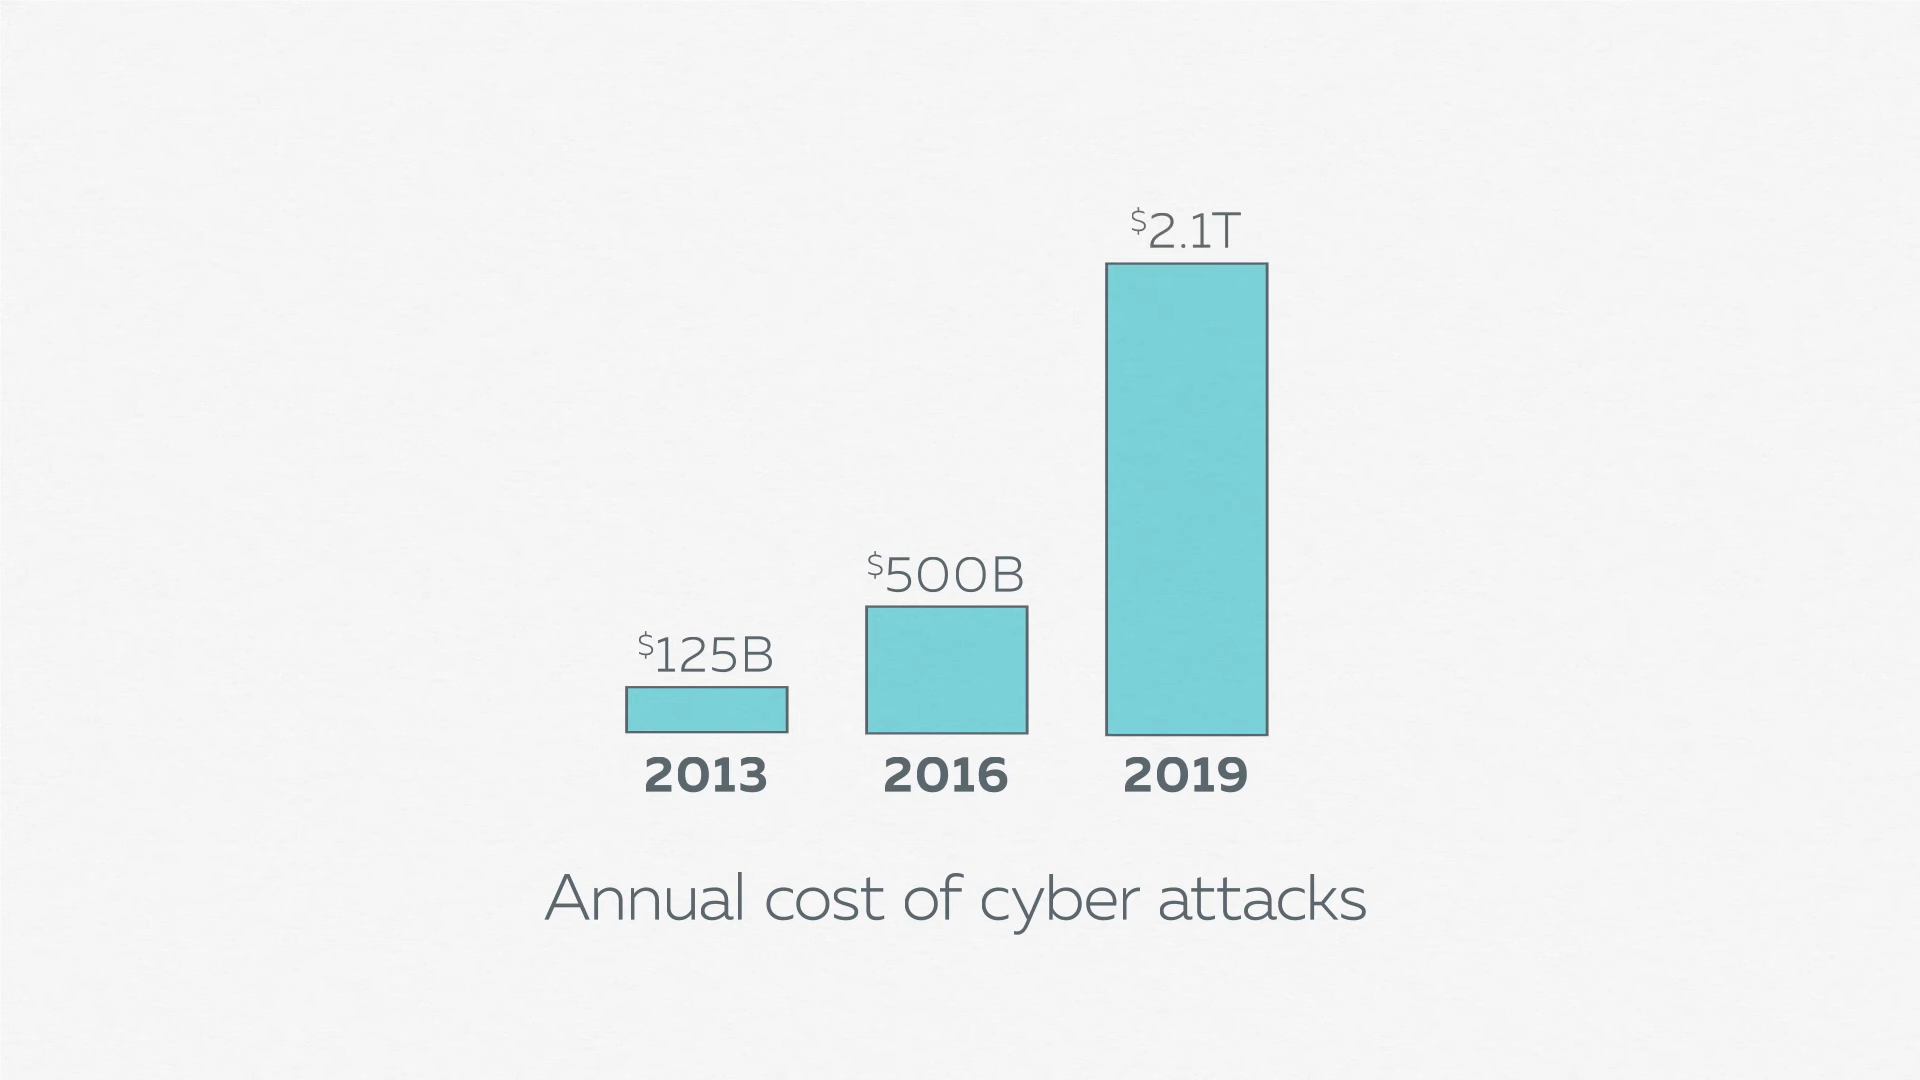 $2.1T
$500B
$125B
2013 2016 2019
Annual cost of cyber attacks